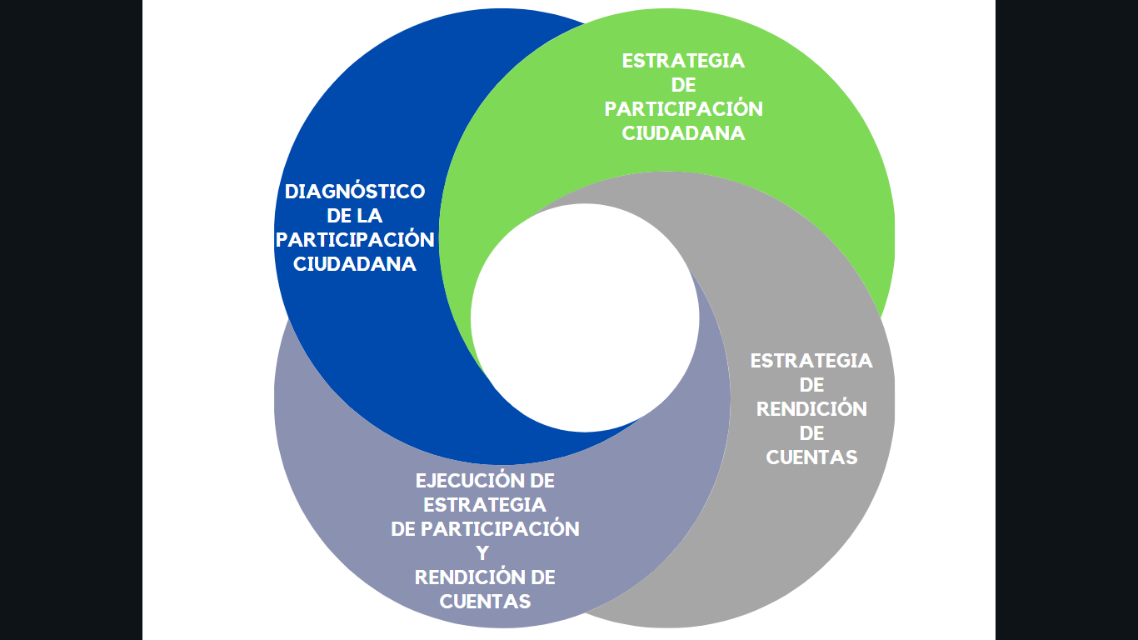 ESTRATEGIA
DE
PARTICIPACIÓN
CIUDADANA
DIAGNÓSTICO
DE LA
PARTICIPACIÓN
CIUDADANA
ESTRATEGIA
DE
RENDICIÓN
DE
CUENTAS
EJECUCIÓN DE
ESTRATEGIA
DE PARTICIPACIÓN
Y
RENDICIÓN DE
CUENTAS